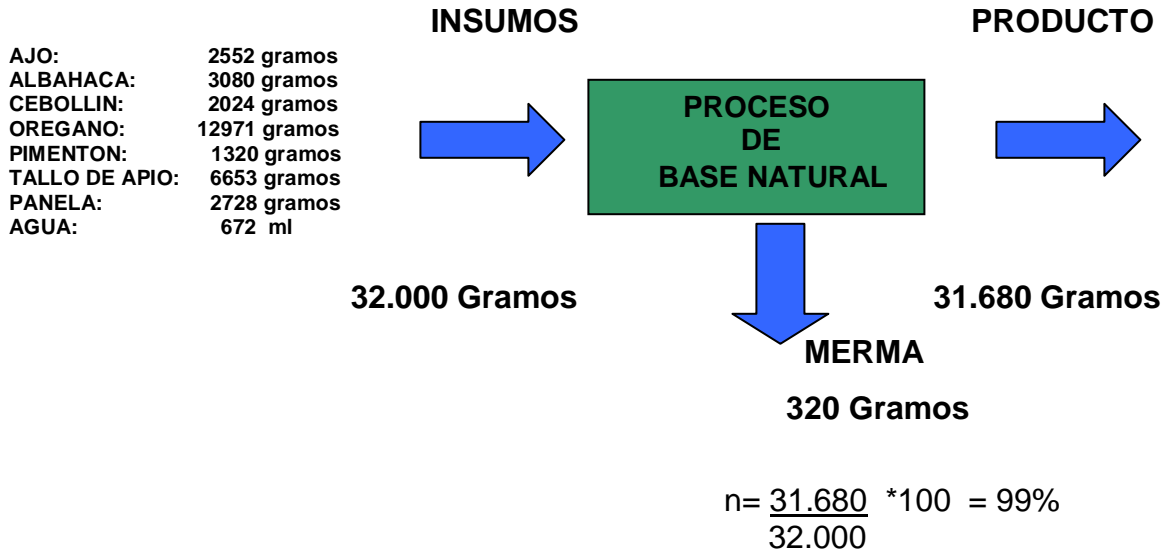 INSUMOS PRODUCTO
AJO: 2552 gramos
ALBAHACA: 3080 gramos
CEBOLLIN: 2024 gramos
OREGANO: 12971 gramos
PIMENTON: 1320 gramos
TALLO DE APIO: 6653 gramos
PANELA: 2728 gramos
AGUA: 672 ml
PROCESO
DE
BASE NATURAL
32.000 Gramos
31.680 Gramos
MERMA
320 Gramos
n= 31.680 *100 = 99%
32.000